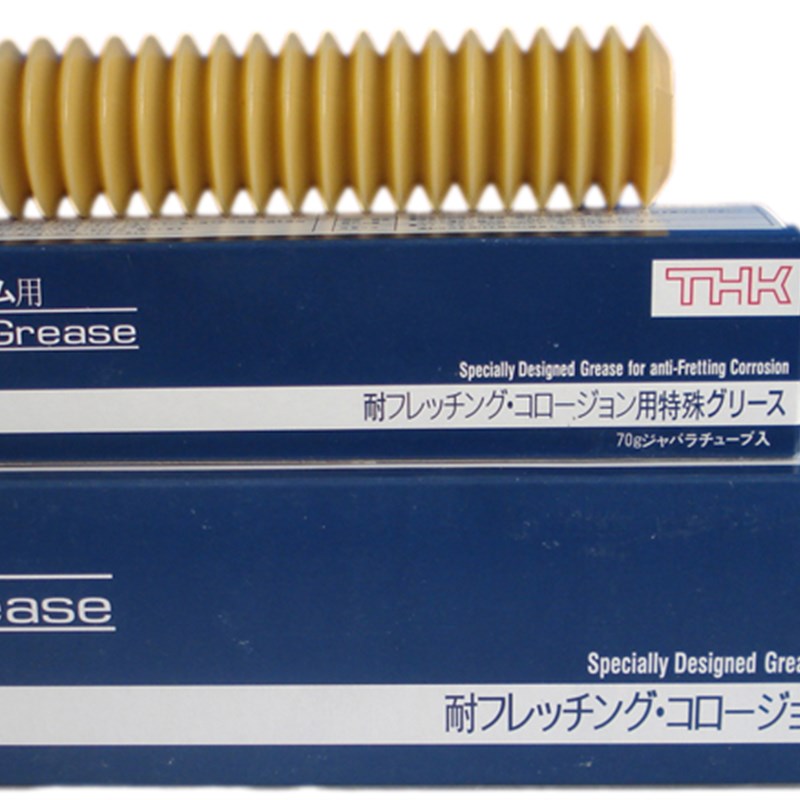 ム用
Grease
THK
Specially Designed Grease for anti-Fretting Corrosion
耐フレッチング・コロージョン用特殊グリース
70gジャバラチューブ入
ease
Specially Designed Grea
耐フレッチング・コロージョ